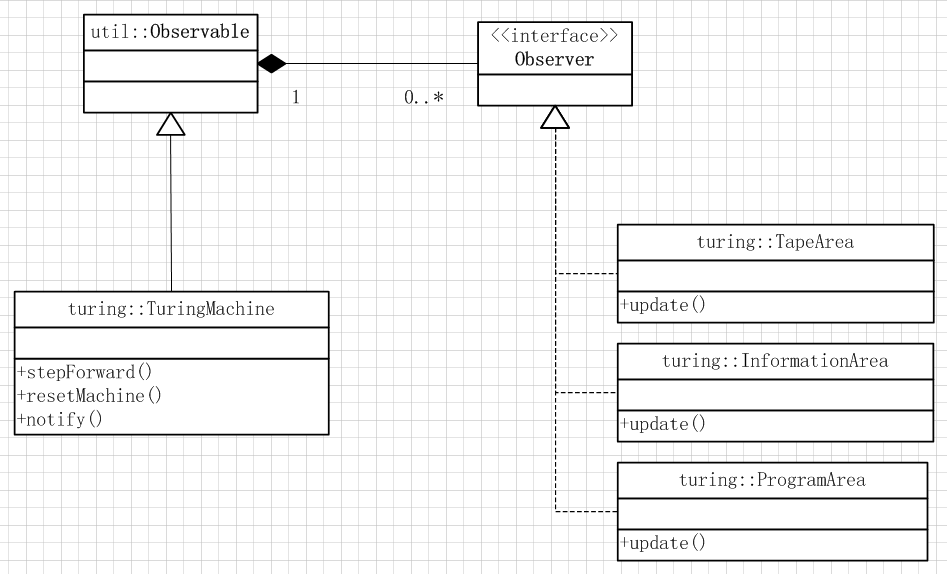 util::Observable
<<interface>>
Observer
1
0..*
turing::TuringMachine
+stepForward()
+resetMachine()
+notify()
turing::TapeArea
+update()
turing::InformationArea
+update()
turing::ProgramArea
+update()